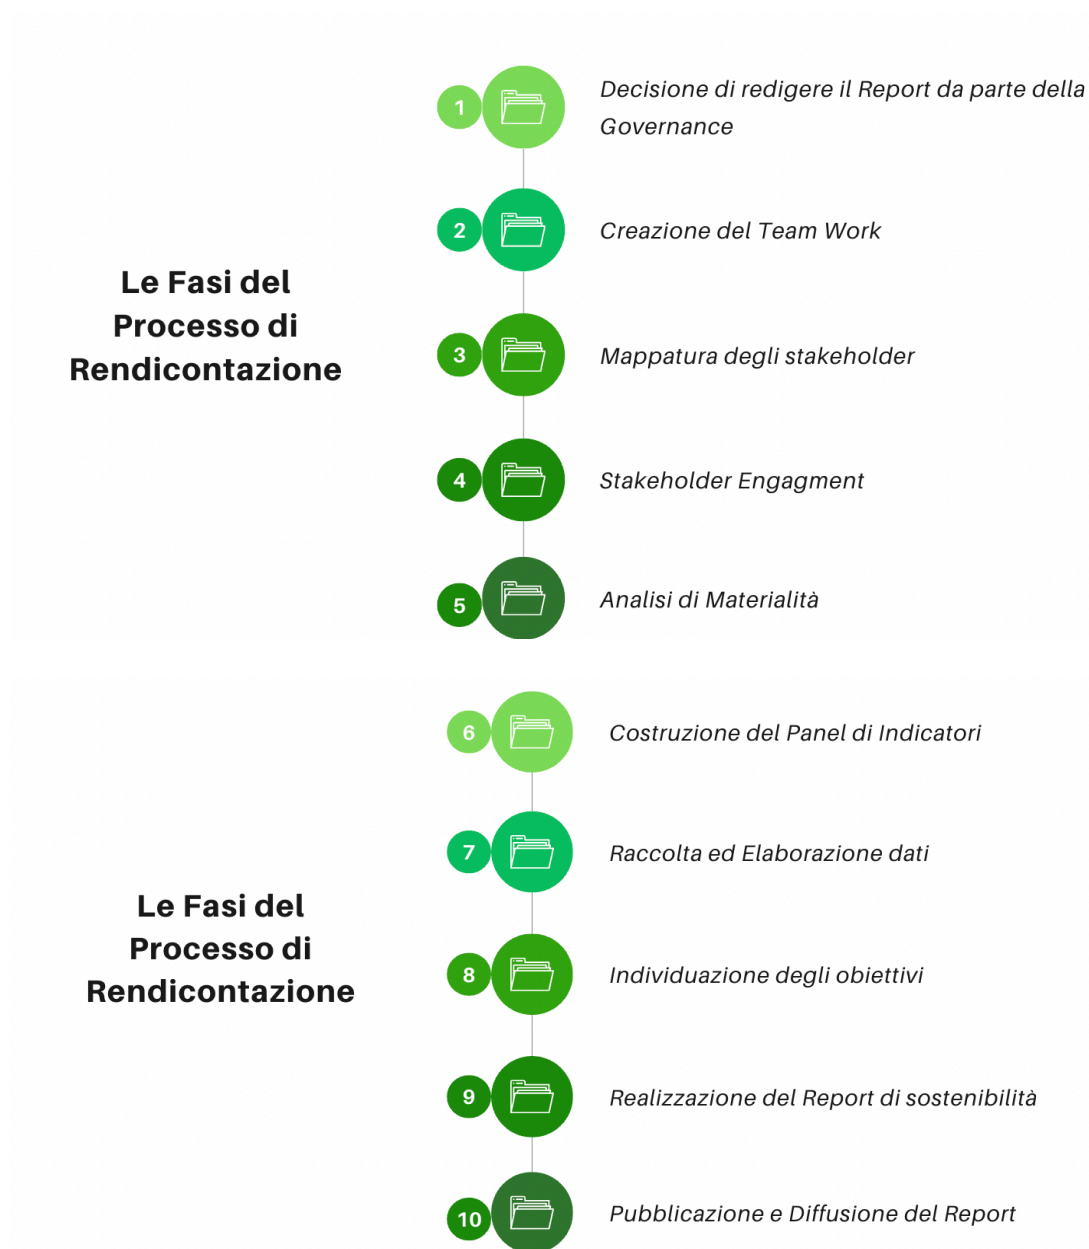 Le Fasi del
Processo di
Rendicontazione
1
Decisione di redigere il Report da parte della
Governance
2
Creazione del Team Work
3
Mappatura degli stakeholder
4
Stakeholder Engagment
5
Analisi di Materialità
Le Fasi del
Processo di
Rendicontazione
6
Costruzione del Panel di Indicatori
7
Raccolta ed Elaborazione dati
8
Individuazione degli obiettivi
9
Realizzazione del Report di sostenibilità
10
Pubblicazione e Diffusione del Report